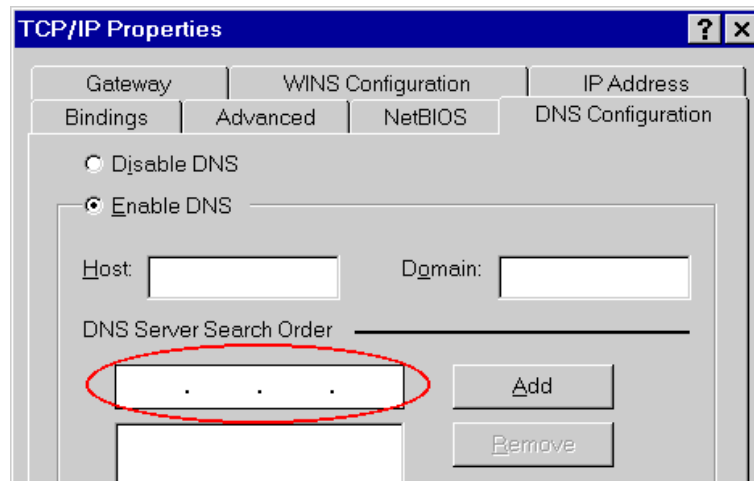 TCP/IP Properties
Gateway WINS Configuration IP Address
Bindings Advanced NetBIOS DNS Configuration
Disable DNS
Enable DNS
Host: Domain:
DNS Server Search Order
. . . Add
Remove